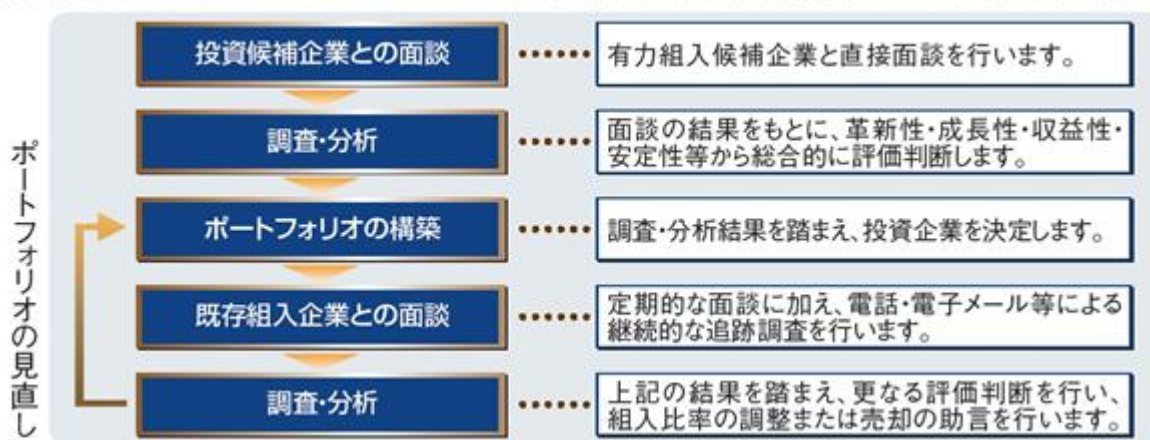 投資候補企業との面談
有力組入候補企業と直接面談を行います。
調査・分析
面談の結果をもとに、革新性・成長性・収益性・
安定性等から総合的に評価判断します。
ポートフォリオの構築
調査・分析結果を踏まえ、投資企業を決定します。
既存組入企業との面談
定期的な面談に加え、電話・電子メール等による
継続的な追跡調査を行います。
調査・分析
上記の結果を踏まえ、更なる評価判断を行い、
組入比率の調整または売却の助言を行います。
ポートフォリオの見直し